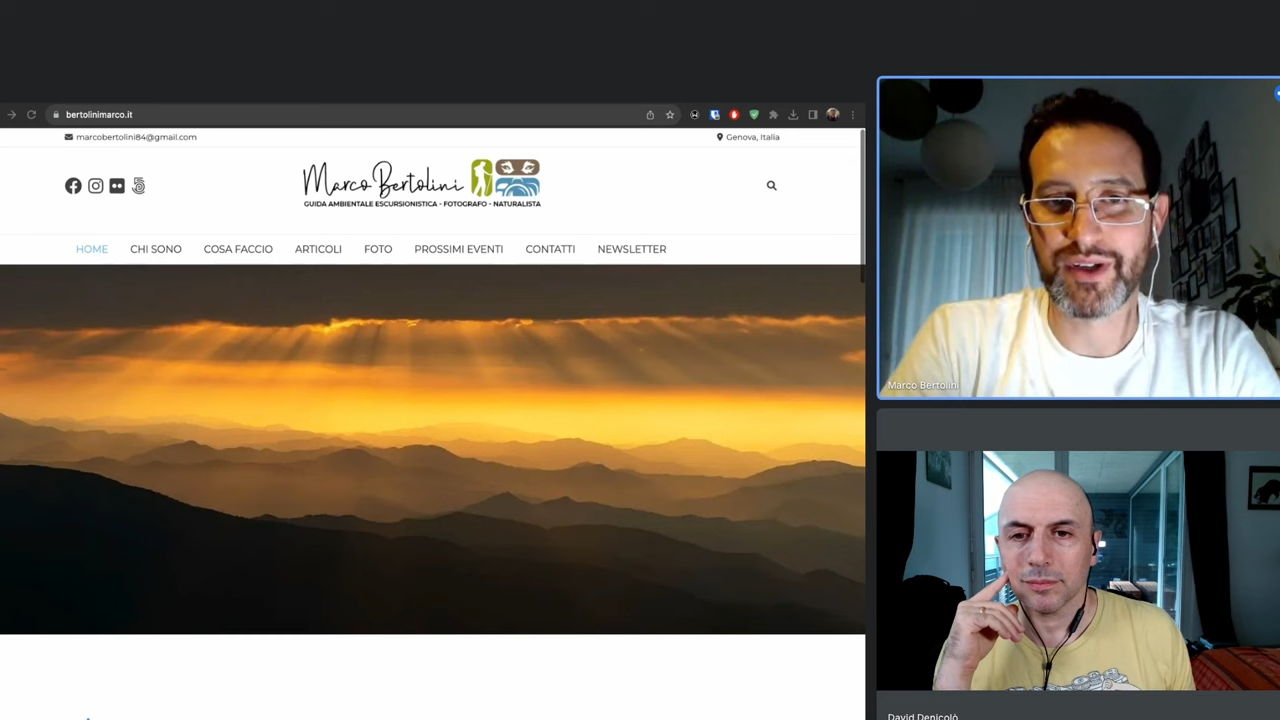 bertolinimarco.it
marcobertolini84@gmail.com
Genova, Italia
Marco Bertolini
GUIDA AMBIENTALE ESCURSIONISTICA - FOTOGRAFO - NATURALISTA
HOME CHI SONO COSA FACCIO ARTICOLI FOTO PROSSIMI EVENTI CONTATTI NEWSLETTER
Marco Bertolini
David Denicolò